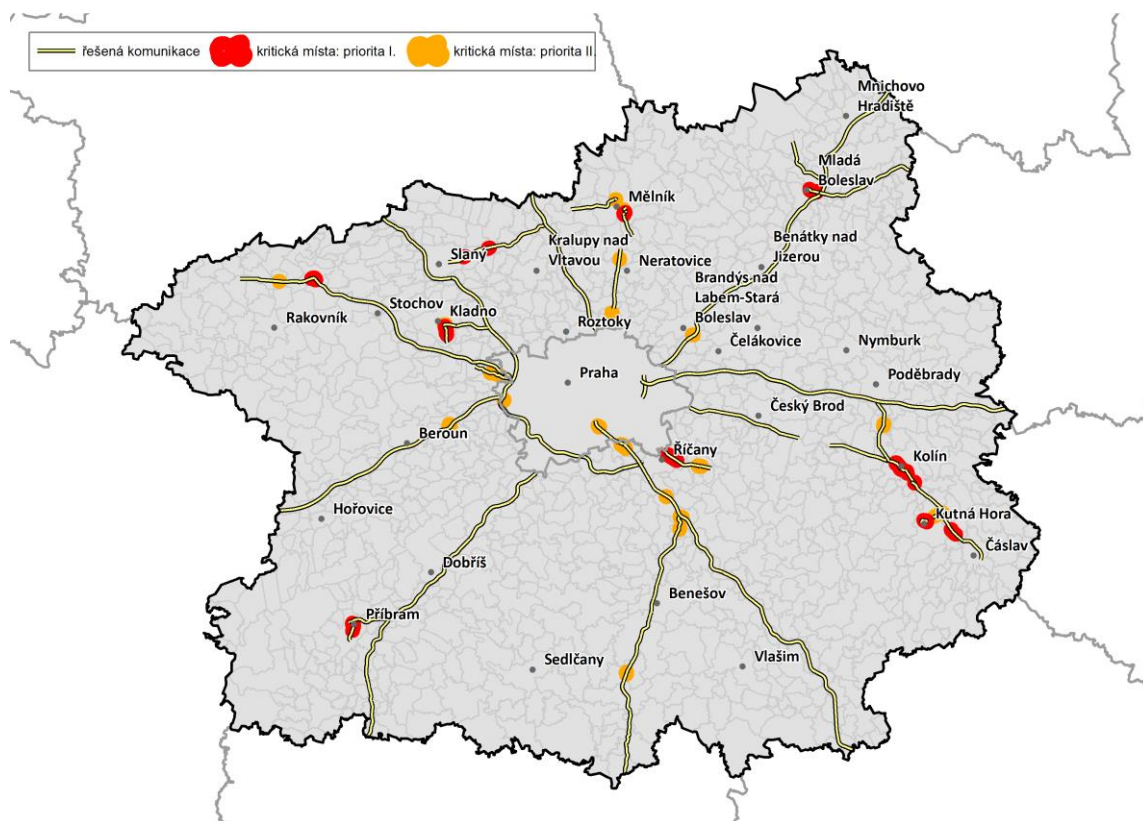 řešená komunikace
kritická místa: priorita I.
kritická místa: priorita II.
Mnichovo
Hradiště
Mladá
Boleslav
Mělník
Benátky nad
Jizerou
Slaný
Kralupy nad
Vltavou
Neratovice
Brandýs nad
Labem-Stará
Boleslav
Stochov
Kladno
Rakovník
Roztoky
Čelákovice
Nymburk
Praha
Poděbrady
Český Brod
Beroun
Říčany
Kolín
Hořovice
Kutná Hora
Čáslav
Dobříš
Benešov
Příbram
Sedlčany
Vlašim